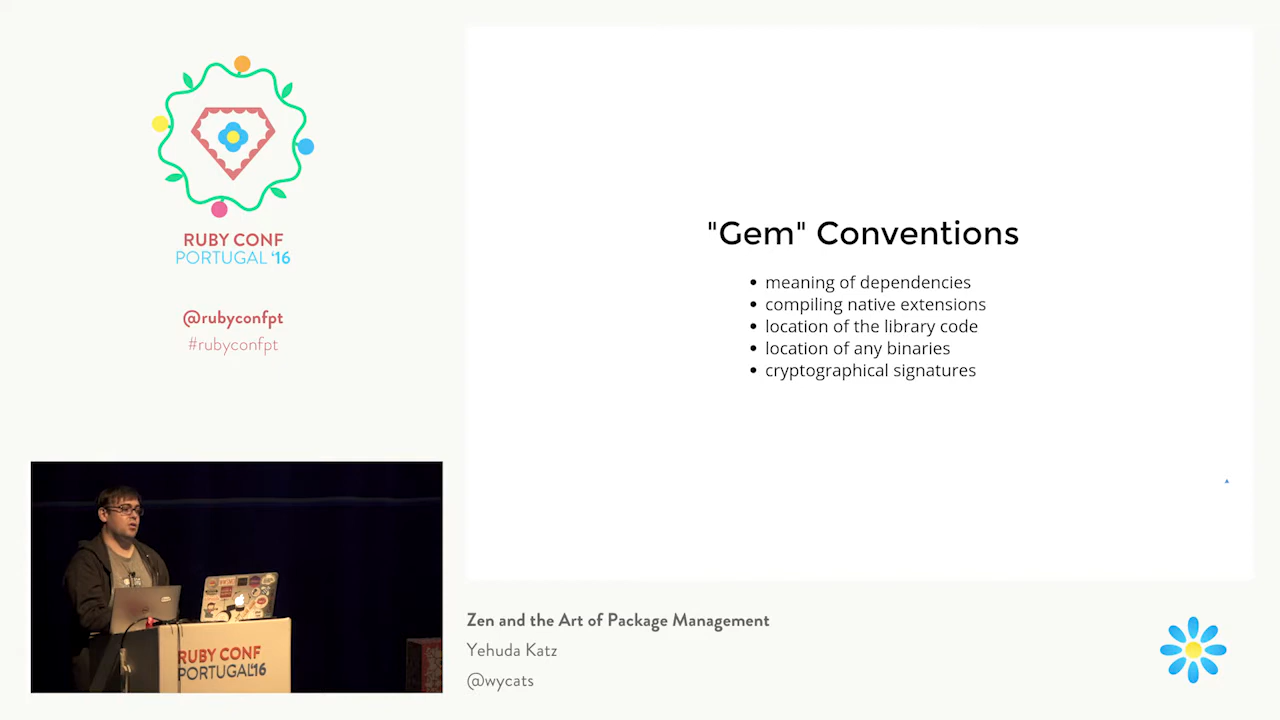 RUBY CONF
PORTUGAL '16
@rubyconfpt
#rubyconfpt
"Gem" Conventions
• meaning of dependencies
• compiling native extensions
• location of the library code
• location of any binaries
• cryptographical signatures
RUBY CONF
PORTUGAL'16
Zen and the Art of Package Management
Yehuda Katz
@wycats